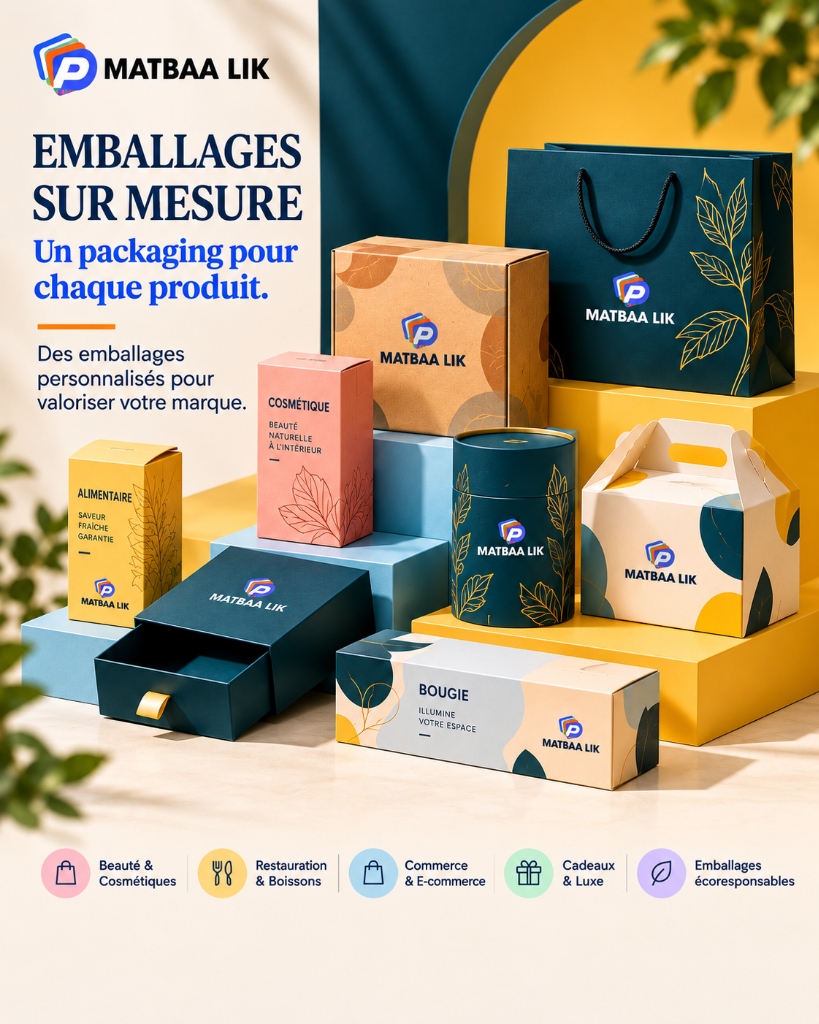 MATBAA LIK
EMBALLAGES
SUR MESURE
Un packaging pour
chaque produit.
Des emballages
personnalisés pour
valoriser votre marque.
MATBAA LIK
MATBAA LIK
COSMÉTIQUE
BEAUTÉ
NATURELLE
À L'INTÉRIEUR
ALIMENTAIRE
SAVEUR
FRAÎCHE
GARANTIE
MATBAA LIK
MATBAA LIK
MATBAA LIK
MATBAA LIK
BOUGIE
ILLUMINE
VOTRE ESPACE
MATBAA LIK
Beauté &
Cosmétiques
Restauration
& Boissons
Commerce
& E-commerce
Cadeaux
& Luxe
Emballages
écoresponsables